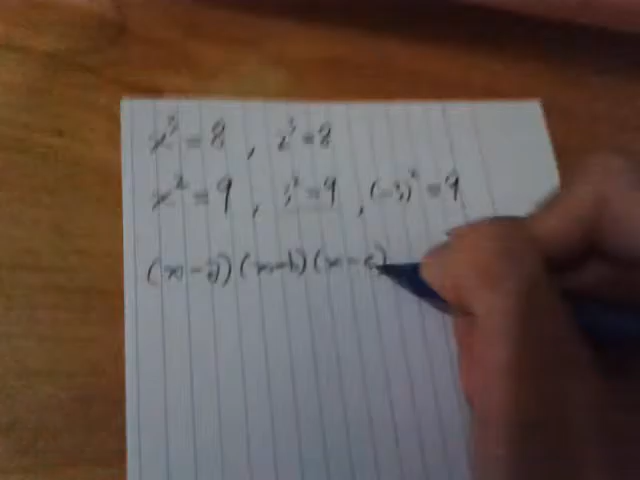 x³ = 8 , 2³ = 8
x² = 9 , 3² = 9 , (-3)² = 9
(x-a)(x-b)(x-c)